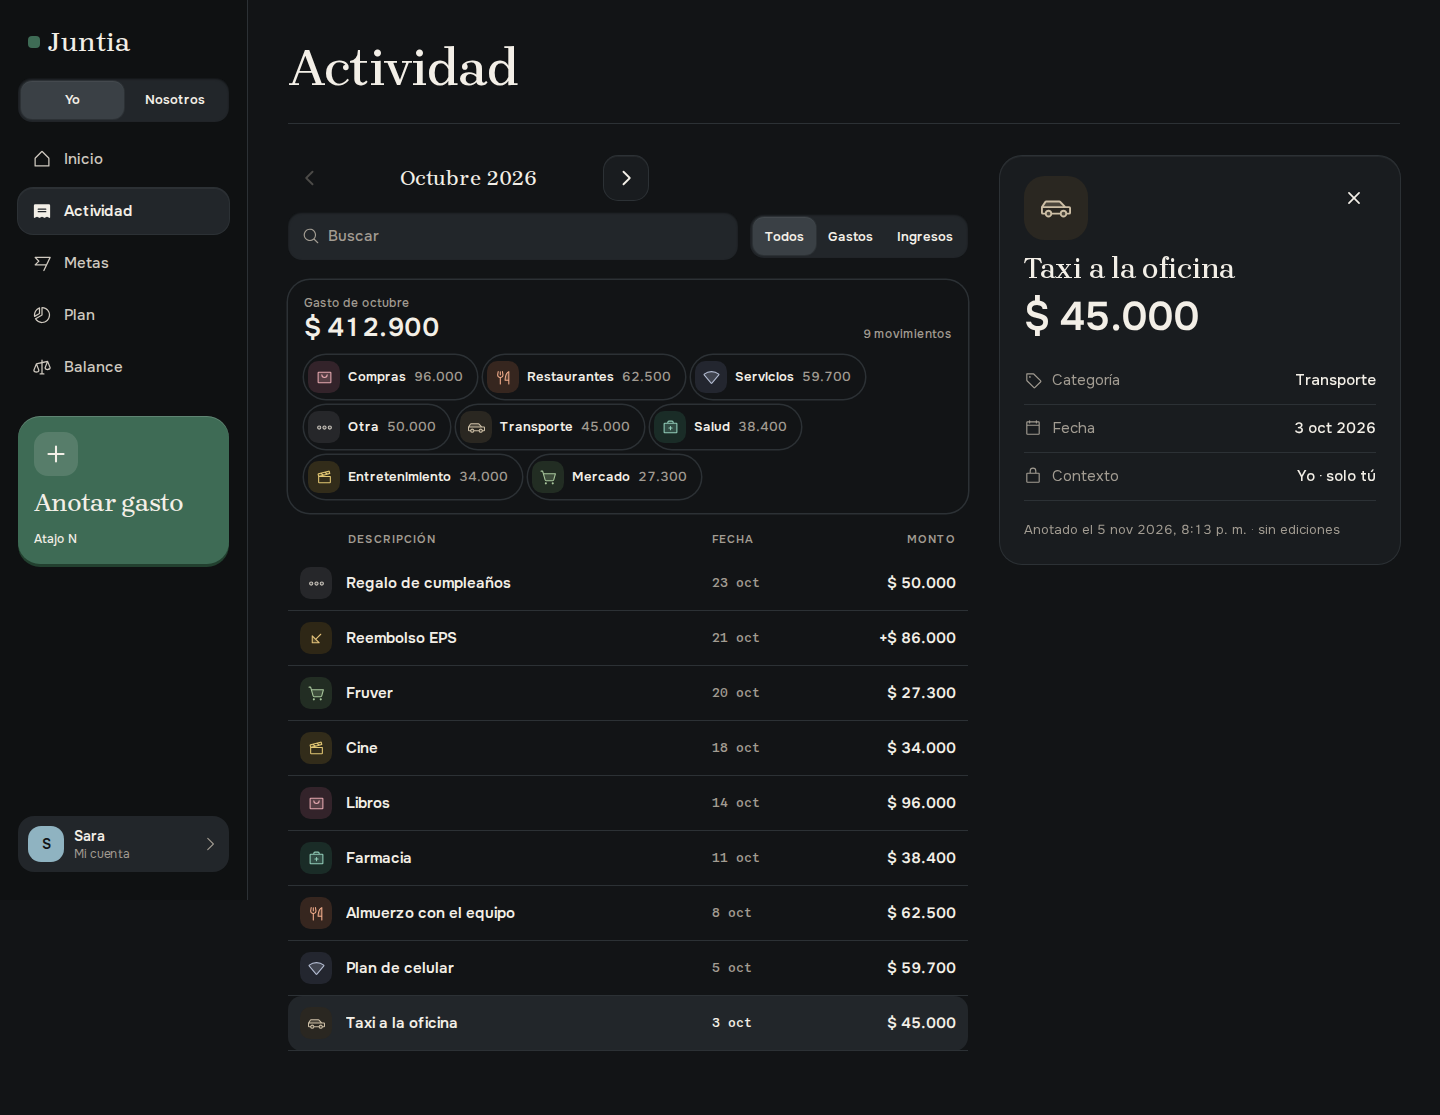 Juntia
Yo
Nosotros
Inicio
Actividad
Metas
Plan
Balance
Anotar gasto
Atajo N
Sara
S
Mi cuenta
Actividad
Octubre 2026
Buscar
Todos
Gastos
Ingresos
Gasto de octubre
$ 412.900
9 movimientos
Compras 96.000
Restaurantes 62.500
Servicios 59.700
Otra 50.000
Transporte 45.000
Salud 38.400
Entretenimiento 34.000
Mercado 27.300
DESCRIPCIÓN FECHA MONTO
Regalo de cumpleaños 23 oct $ 50.000
Reembolso EPS 21 oct +$ 86.000
Fruver 20 oct $ 27.300
Cine 18 oct $ 34.000
Libros 14 oct $ 96.000
Farmacia 11 oct $ 38.400
Almuerzo con el equipo 8 oct $ 62.500
Plan de celular 5 oct $ 59.700
Taxi a la oficina 3 oct $ 45.000
Taxi a la oficina
$ 45.000
Categoría Transporte
Fecha 3 oct 2026
Contexto Yo · solo tú
Anotado el 5 nov 2026, 8:13 p. m. · sin ediciones